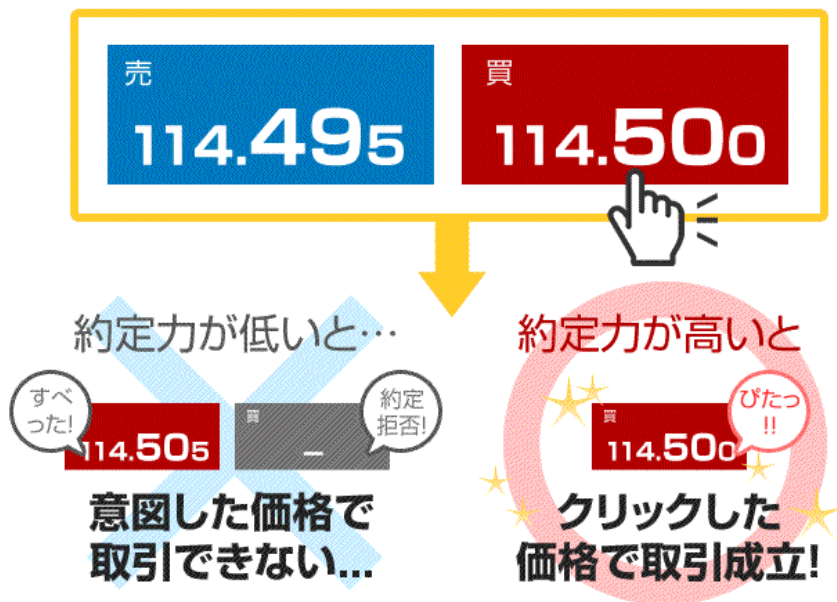 売
114.495
買
114.500
約定力が低いと…
すべ
った!
114.505
買
–
約定
拒否!
意図した価格で
取引できない...
約定力が高いと
買
114.500
ぴたっ
!!
クリックした
価格で取引成立!